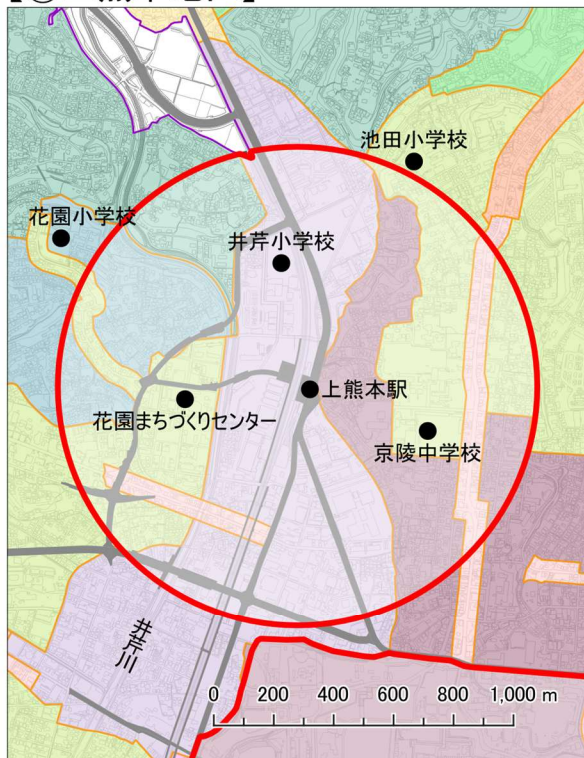 池田小学校
花園小学校
井芹小学校
上熊本駅
花園まちづくりセンター
京陵中学校
井芹川
0 200 400 600 800 1,000 m